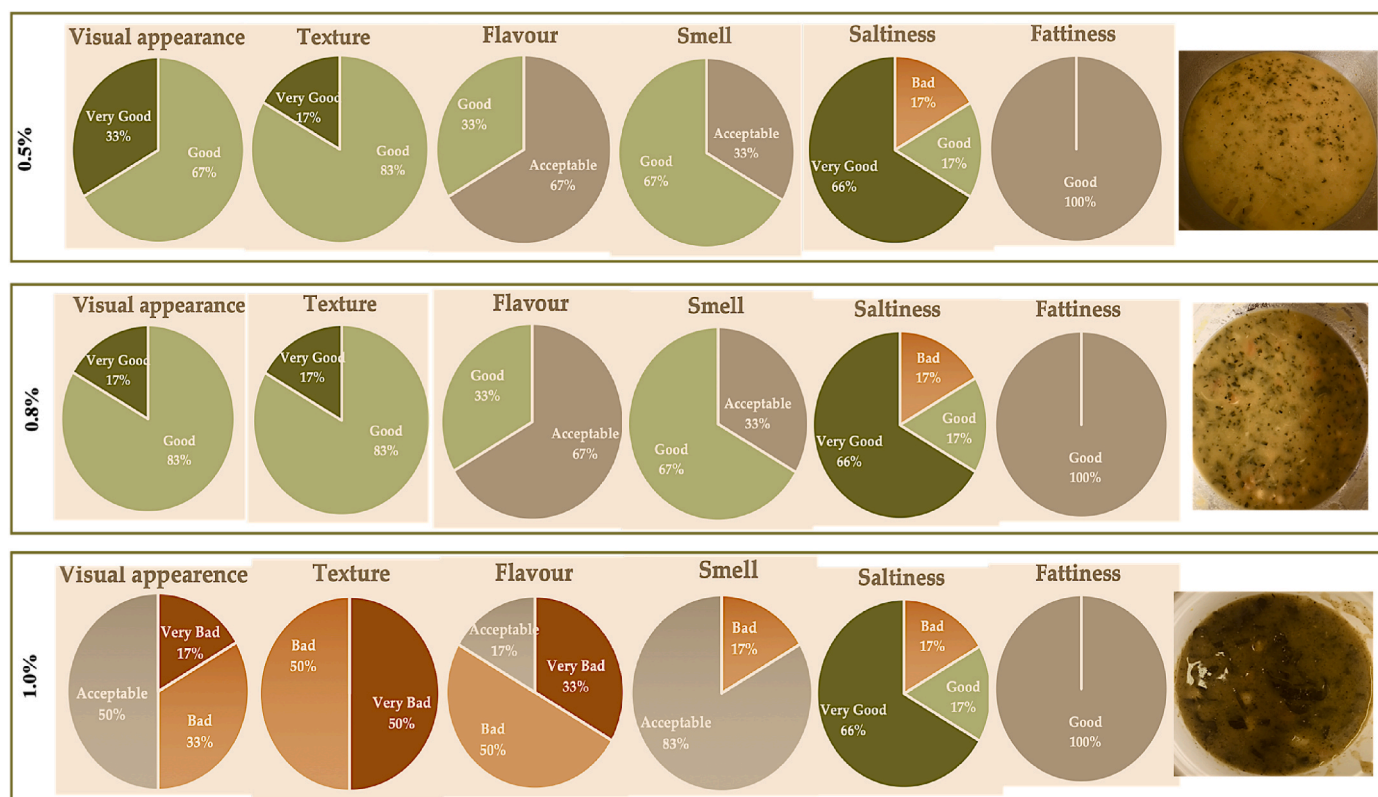 Visual appearance
Texture
Flavour
Smell
Saltiness
Fattiness
0.5%
Very Good
33%
Good
67%
Very Good
17%
Good
83%
Good
33%
Acceptable
67%
Good
67%
Acceptable
33%
Bad
17%
Good
17%
Very Good
66%
Good
100%
Visual appearance
Texture
Flavour
Smell
Saltiness
Fattiness
0.8%
Very Good
17%
Good
83%
Very Good
17%
Good
83%
Good
33%
Acceptable
67%
Good
67%
Acceptable
33%
Bad
17%
Good
17%
Very Good
66%
Good
100%
Visual appearence
Texture
Flavour
Smell
Saltiness
Fattiness
1.0%
Acceptable
50%
Very Bad
17%
Bad
33%
Bad
50%
Very Bad
50%
Acceptable
17%
Very Bad
33%
Bad
50%
Bad
17%
Acceptable
83%
Bad
17%
Good
17%
Very Good
66%
Good
100%